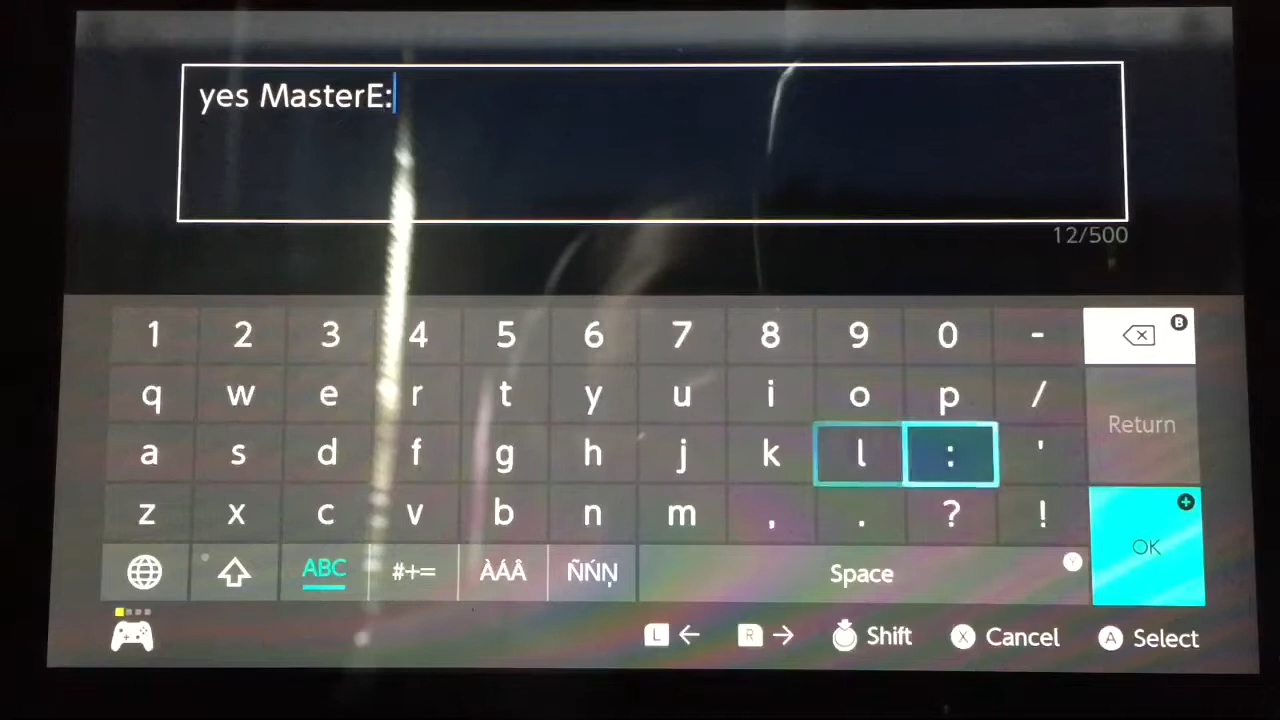 yes MasterE:
12/500
1 2 3 4 5 6 7 8 9 0 - B
q w e r t y u i o p / Return
a s d f g h j k l : '
z x c v b n m , . ? ! + OK
ABC #+= ÀÁÂ ÑŃŅ Space Y
L ← R → Shift X Cancel A Select